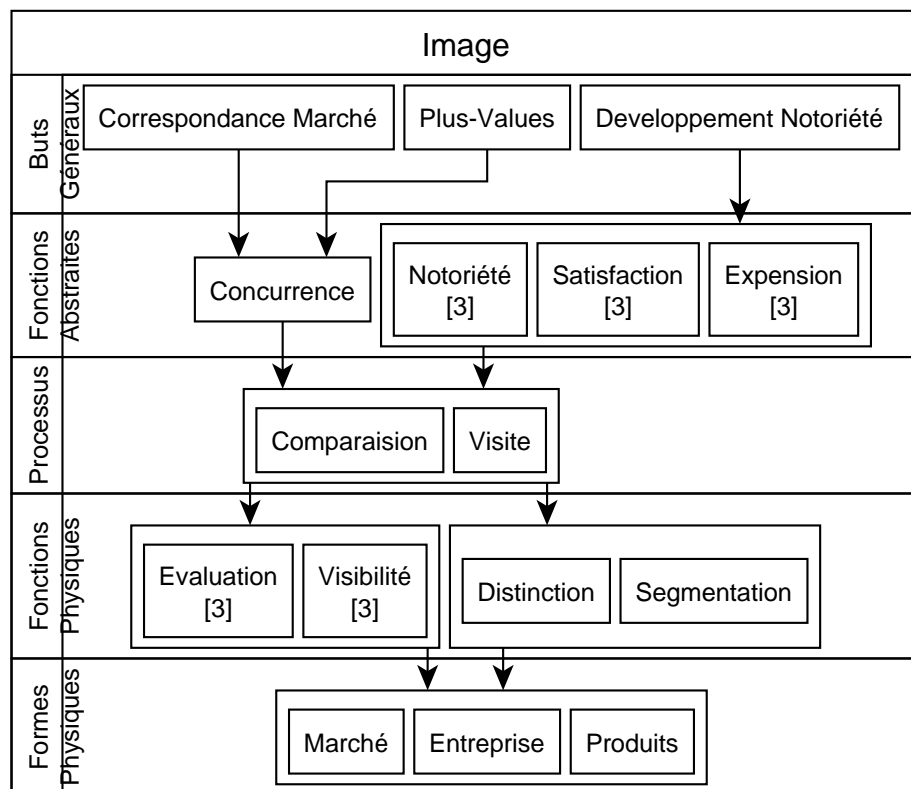 Image
Buts
Généraux
Correspondance Marché
Plus-Values
Developpement Notoriété
Fonctions
Abstraites
Concurrence
Notoriété
[3]
Satisfaction
[3]
Expension
[3]
Processus
Comparaision
Visite
Fonctions
Physiques
Evaluation
[3]
Visibilité
[3]
Distinction
Segmentation
Formes
Physiques
Marché
Entreprise
Produits